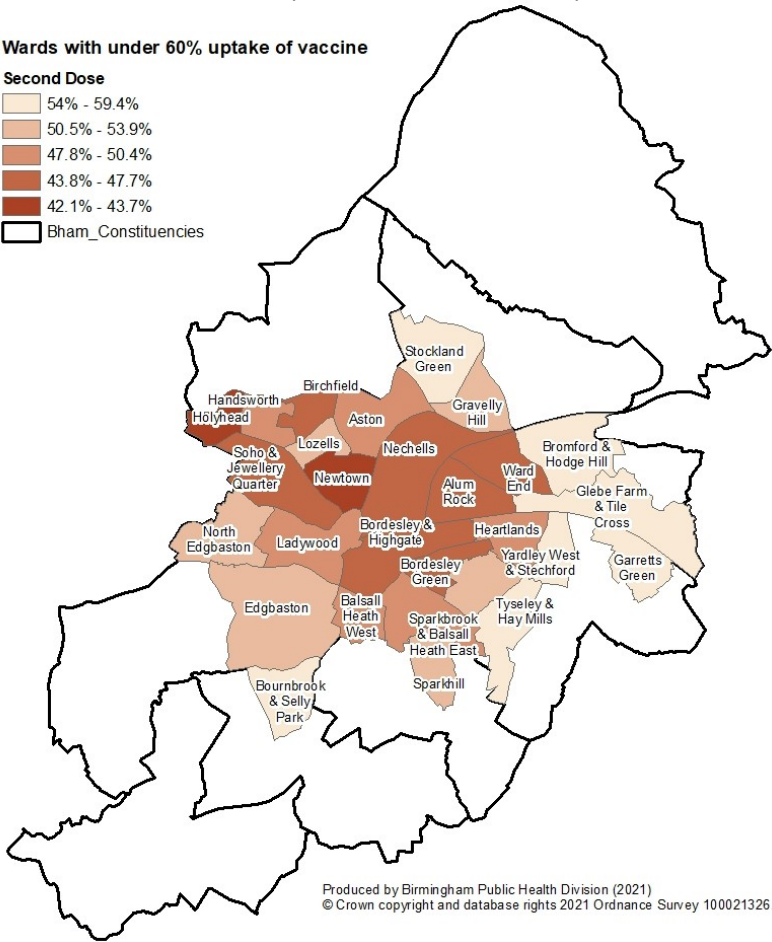 Wards with under 60% uptake of vaccine
Second Dose
54% - 59.4%
50.5% - 53.9%
47.8% - 50.4%
43.8% - 47.7%
42.1% - 43.7%
Bham_Constituencies
Stockland
Green
Birchfield
Handsworth
Holyhead
Aston
Gravelly
Hill
Lozells
Nechells
Bromford &
Hodge Hill
Soho &
Jewellery
Quarter
Newtown
Alum
Rock
Ward
End
Glebe Farm
& Tile
Cross
North
Edgbaston
Ladywood
Bordesley &
Highgate
Heartlands
Yardley West
& Stechford
Garretts
Green
Bordesley
Green
Edgbaston
Balsall
Heath
West
Sparkbrook
& Balsall
Heath East
Tyseley &
Hay Mills
Sparkhill
Bournbrook
& Selly
Park
Produced by Birmingham Public Health Division (2021)
© Crown copyright and database rights 2021 Ordnance Survey 100021326